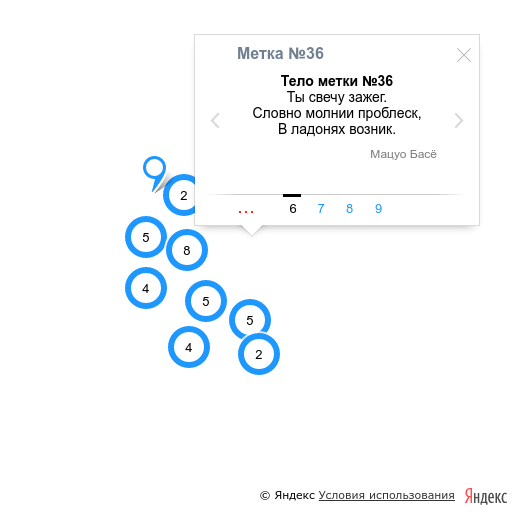 Метка №36
Тело метки №36
Ты свечу зажег.
Словно молнии проблеск,
В ладонях возник.
Мацуо Басё
... 6 7 8 9
2
5
8
4
5
5
4
2
© Яндекс Условия использования Яндекс